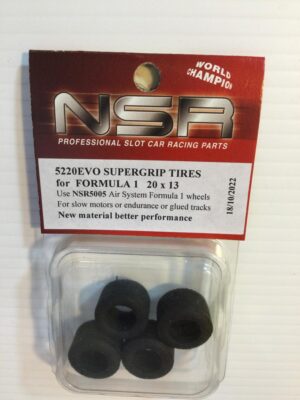 WORLD
CHAMPION
NSR
PROFESSIONAL SLOT CAR RACING PARTS
5220EVO SUPERGRIP TIRES
for FORMULA 1 20 x 13
Use NSR5005 Air System Formula 1 wheels
For slow motors or endurance or glued tracks
New material better performance
18/10/2022